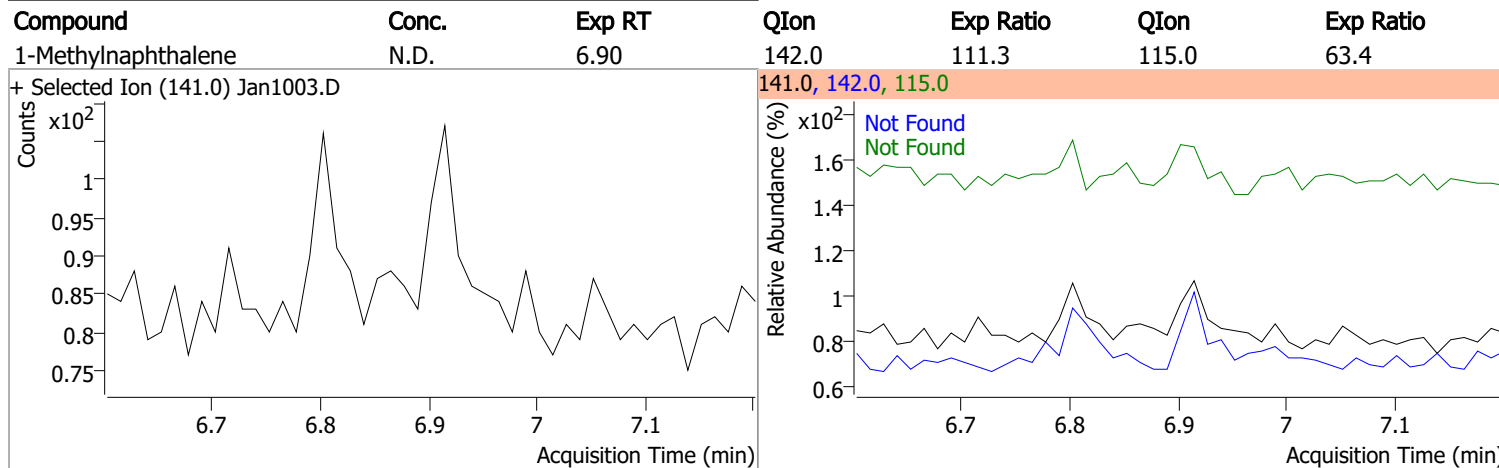 Compound Conc. Exp RT QIon Exp Ratio QIon Exp Ratio
1-Methylnaphthalene N.D. 6.90 142.0 111.3 115.0 63.4
+ Selected Ion (141.0) Jan1003.D
Counts
x10²
1
0.95
0.9
0.85
0.8
0.75
6.7 6.8 6.9 7 7.1
Acquisition Time (min)
141.0, 142.0, 115.0
Relative Abundance (%)
x10²
Not Found
Not Found
1.6
1.4
1.2
1
0.8
0.6
6.7 6.8 6.9 7 7.1
Acquisition Time (min)